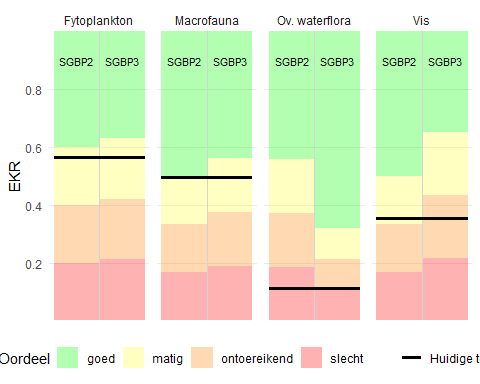 Fytoplankton Macrofauna Ov. waterflora Vis
SGBP2 SGBP3 SGBP2 SGBP3 SGBP2 SGBP3 SGBP2 SGBP3
0.8
0.6
EKR
0.4
0.2
Oordeel goed matig ontoereikend slecht Huidige t